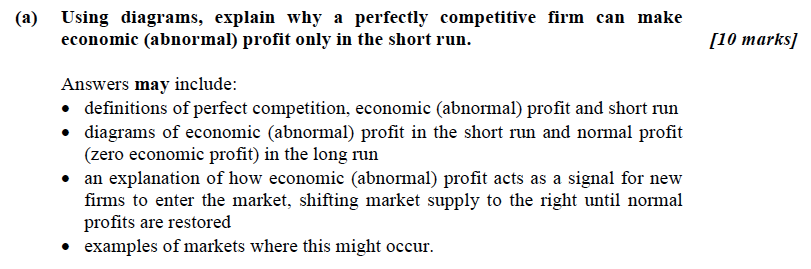 (a) Using diagrams, explain why a perfectly competitive firm can make
economic (abnormal) profit only in the short run. [10 marks]
Answers may include:
• definitions of perfect competition, economic (abnormal) profit and short run
• diagrams of economic (abnormal) profit in the short run and normal profit
(zero economic profit) in the long run
• an explanation of how economic (abnormal) profit acts as a signal for new
firms to enter the market, shifting market supply to the right until normal
profits are restored
• examples of markets where this might occur.